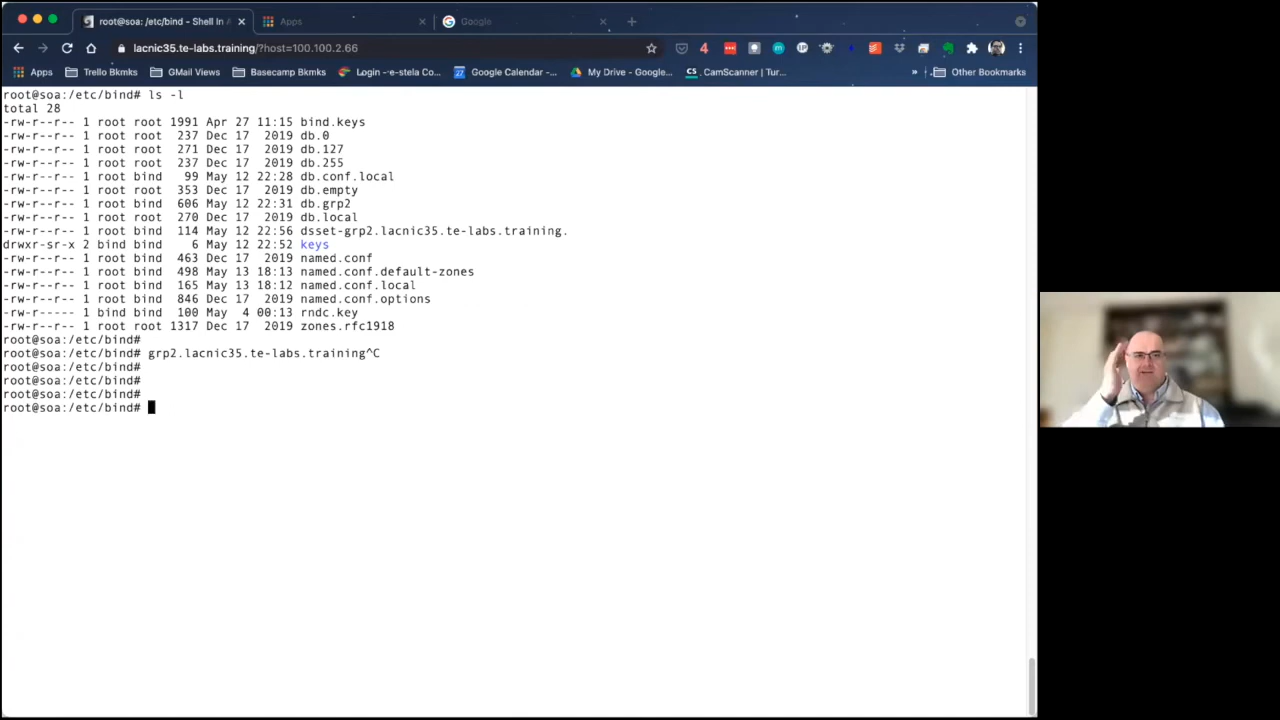 root@soa: /etc/bind - Shell In A
Apps
Google
lacnic35.te-labs.training/?host=100.100.2.66
4
Apps
Trello Bkmks
GMail Views
Basecamp Bkmks
Login -e-stela Co...
Google Calendar -...
My Drive - Google...
CS
CamScanner | Tur...
»
Other Bookmarks
root@soa:/etc/bind# ls -l
total 28
-rw-r--r-- 1 root root 1991 Apr 27 11:15 bind.keys
-rw-r--r-- 1 root root  237 Dec 17  2019 db.0
-rw-r--r-- 1 root root  271 Dec 17  2019 db.127
-rw-r--r-- 1 root root  237 Dec 17  2019 db.255
-rw-r--r-- 1 root bind   99 May 12 22:28 db.conf.local
-rw-r--r-- 1 root root  353 Dec 17  2019 db.empty
-rw-r--r-- 1 root bind  606 May 12 22:31 db.grp2
-rw-r--r-- 1 root root  270 Dec 17  2019 db.local
-rw-r--r-- 1 root bind  114 May 12 22:56 dsset-grp2.lacnic35.te-labs.training.
drwxr-sr-x 2 bind bind    6 May 12 22:52 keys
-rw-r--r-- 1 root bind  463 Dec 17  2019 named.conf
-rw-r--r-- 1 root bind  498 May 13 18:13 named.conf.default-zones
-rw-r--r-- 1 root bind  165 May 13 18:12 named.conf.local
-rw-r--r-- 1 root bind  846 Dec 17  2019 named.conf.options
-rw-r----- 1 bind bind  100 May  4 00:13 rndc.key
-rw-r--r-- 1 root root 1317 Dec 17  2019 zones.rfc1918
root@soa:/etc/bind#
root@soa:/etc/bind# grp2.lacnic35.te-labs.training^C
root@soa:/etc/bind#
root@soa:/etc/bind#
root@soa:/etc/bind#
root@soa:/etc/bind#